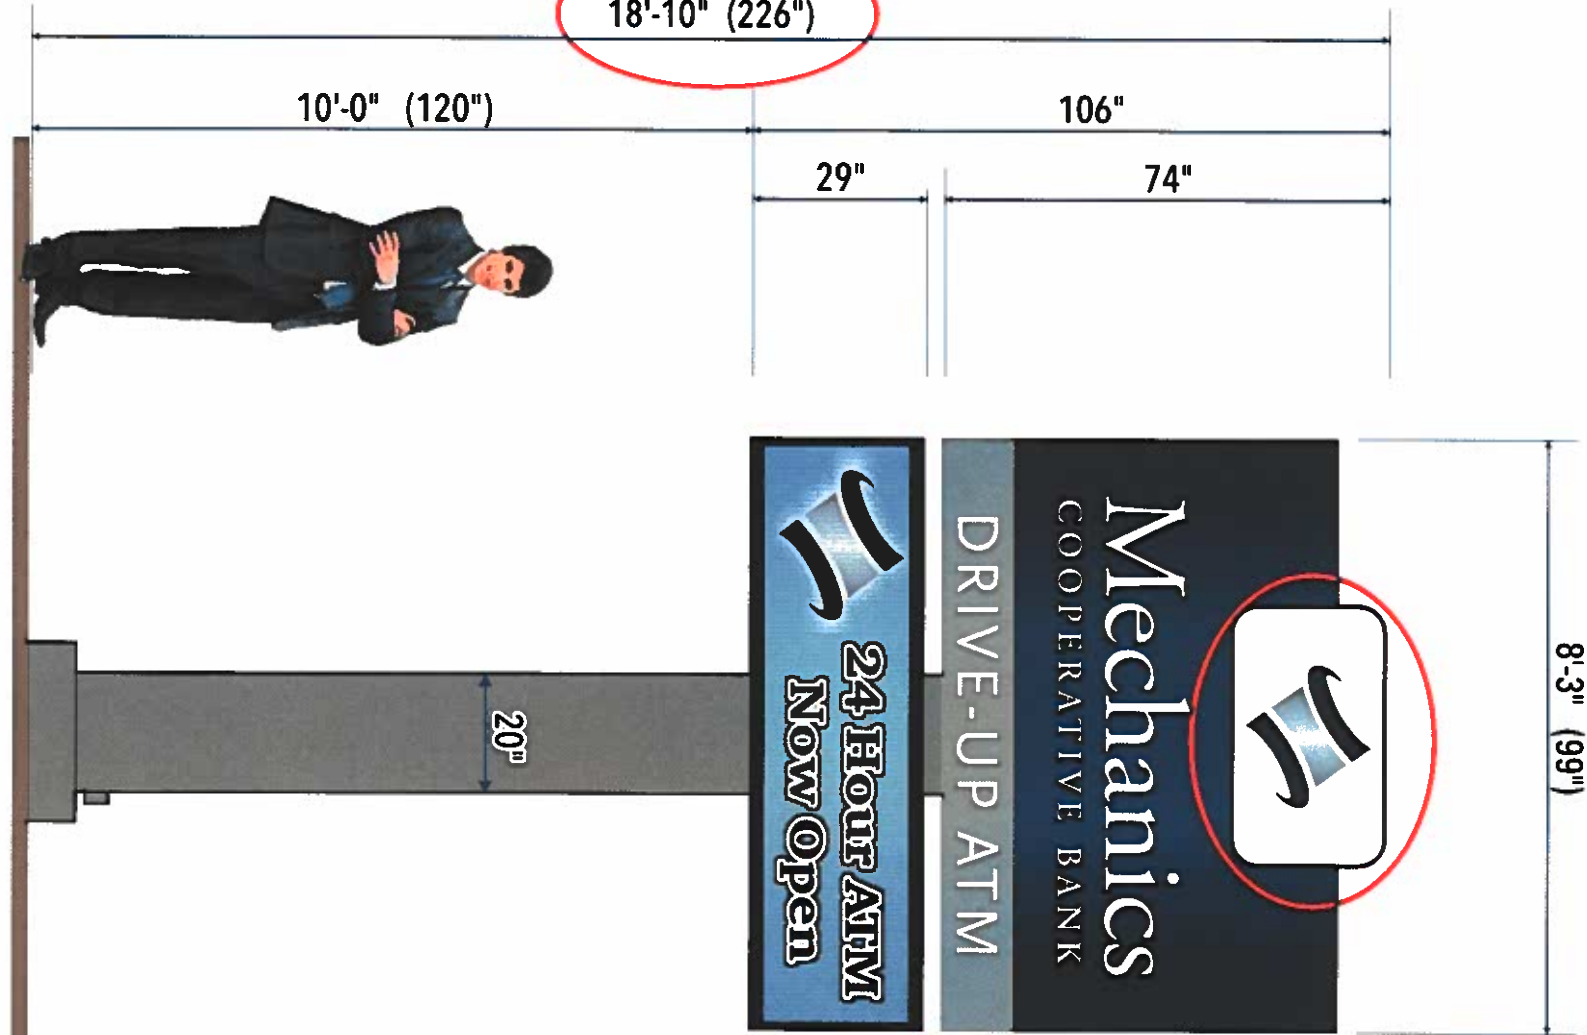 18'-10" (226")
10'-0" (120")
106"
29"
74"
8'-3" (99")
Mechanics
COOPERATIVE BANK
DRIVE-UP ATM
24 Hour ATM
Now Open
20"